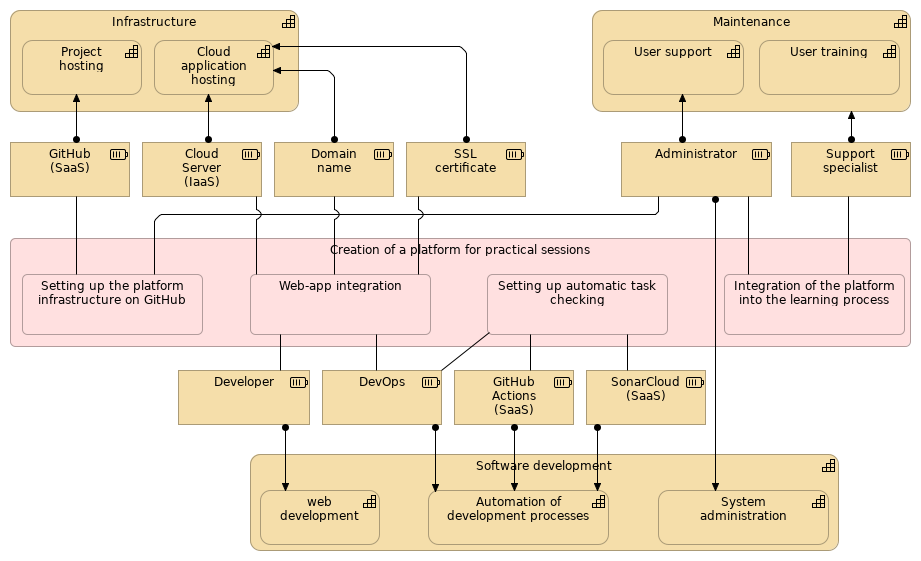 Infrastructure
Maintenance
Project
hosting
Cloud
application
hosting
User support
User training
GitHub
(SaaS)
Cloud
Server
(IaaS)
Domain
name
SSL
certificate
Administrator
Support
specialist
Creation of a platform for practical sessions
Setting up the platform
infrastructure on GitHub
Web-app integration
Setting up automatic task
checking
Integration of the platform
into the learning process
Developer
DevOps
GitHub
Actions
(SaaS)
SonarCloud
(SaaS)
Software development
web
development
Automation of
development processes
System
administration